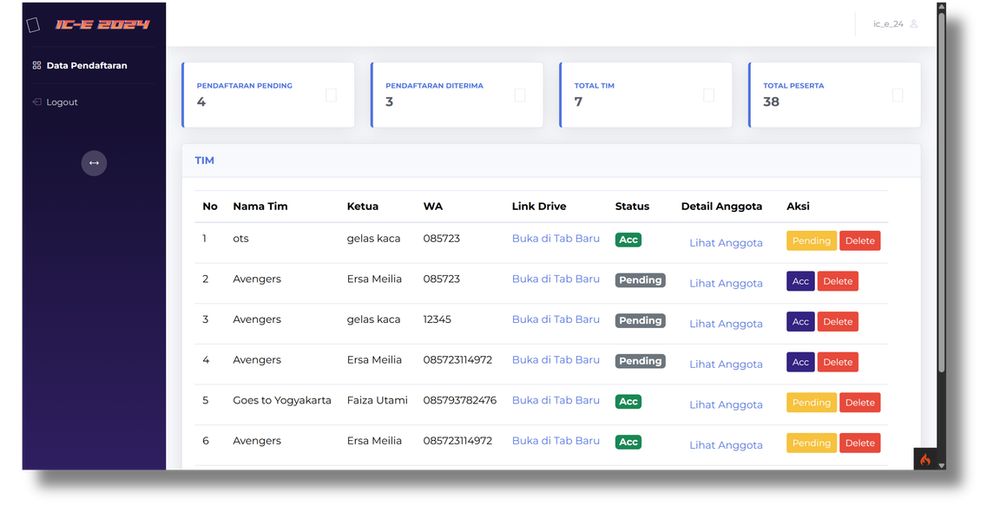 IC-E 2024
ic_e_24
Data Pendaftaran
Logout
PENDAFTARAN PENDING
4
PENDAFTARAN DITERIMA
3
TOTAL TIM
7
TOTAL PESERTA
38
TIM
No Nama Tim Ketua WA Link Drive Status Detail Anggota Aksi
1 ots gelas kaca 085723 Buka di Tab Baru Acc Lihat Anggota Pending Delete
2 Avengers Ersa Meilia 085723 Buka di Tab Baru Pending Lihat Anggota Acc Delete
3 Avengers gelas kaca 12345 Buka di Tab Baru Pending Lihat Anggota Acc Delete
4 Avengers Ersa Meilia 085723114972 Buka di Tab Baru Pending Lihat Anggota Acc Delete
5 Goes to Yogyakarta Faiza Utami 085793782476 Buka di Tab Baru Acc Lihat Anggota Pending Delete
6 Avengers Ersa Meilia 085723114972 Buka di Tab Baru Acc Lihat Anggota Pending Delete